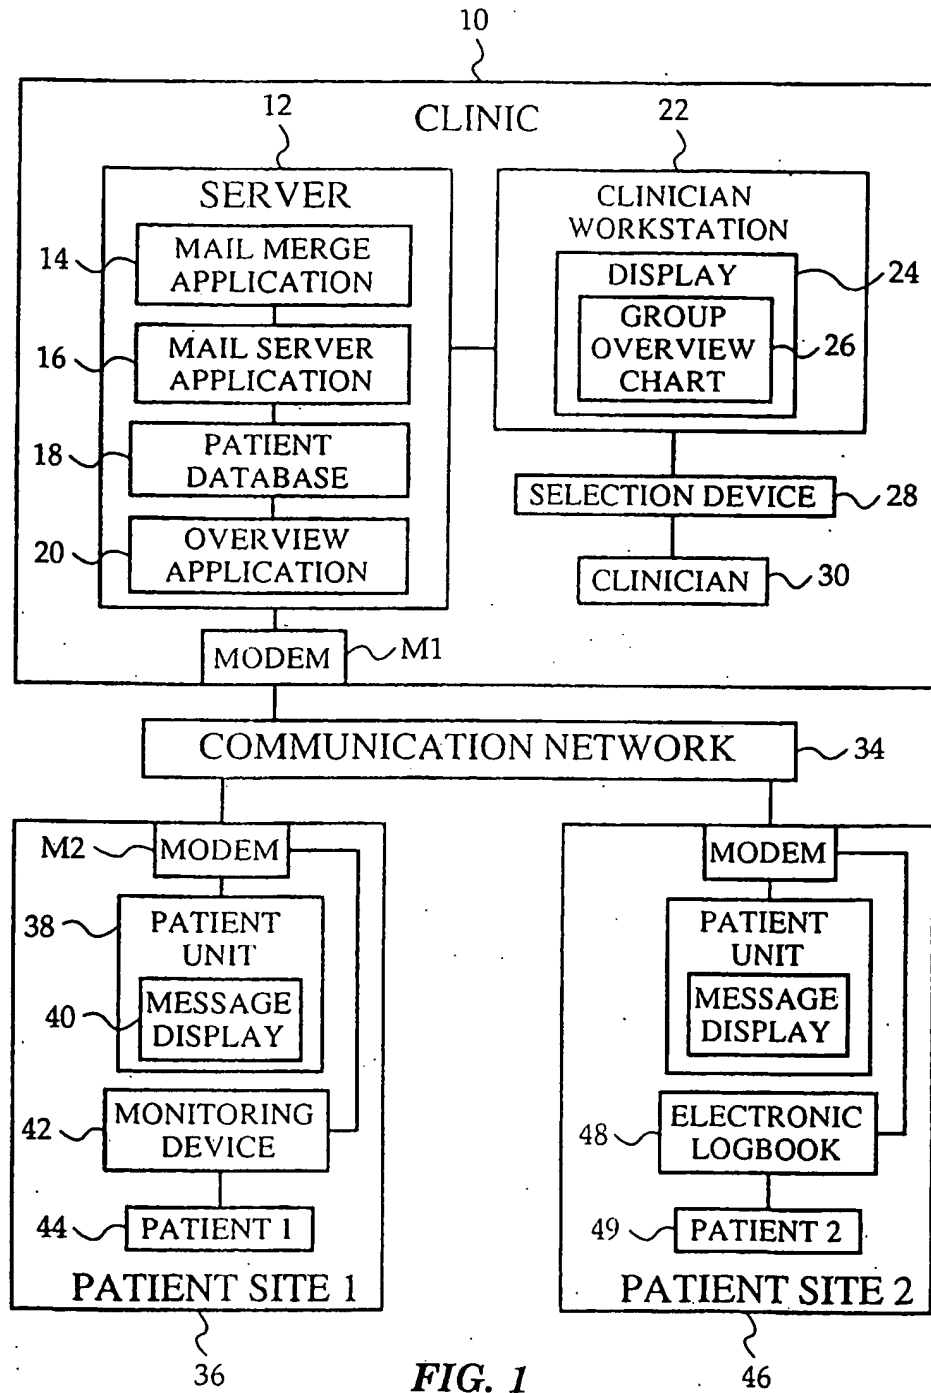 10
CLINIC
12
22
SERVER
CLINICIAN
WORKSTATION
14
MAIL MERGE
APPLICATION
DISPLAY
24
GROUP
OVERVIEW
CHART
26
16
MAIL SERVER
APPLICATION
18
PATIENT
DATABASE
SELECTION DEVICE
28
20
OVERVIEW
APPLICATION
CLINICIAN
30
MODEM
M1
COMMUNICATION NETWORK
34
M2
MODEM
38
PATIENT
UNIT
40
MESSAGE
DISPLAY
42
MONITORING
DEVICE
44
PATIENT 1
PATIENT SITE 1
36
MODEM
PATIENT
UNIT
MESSAGE
DISPLAY
48
ELECTRONIC
LOGBOOK
49
PATIENT 2
PATIENT SITE 2
46
FIG. 1